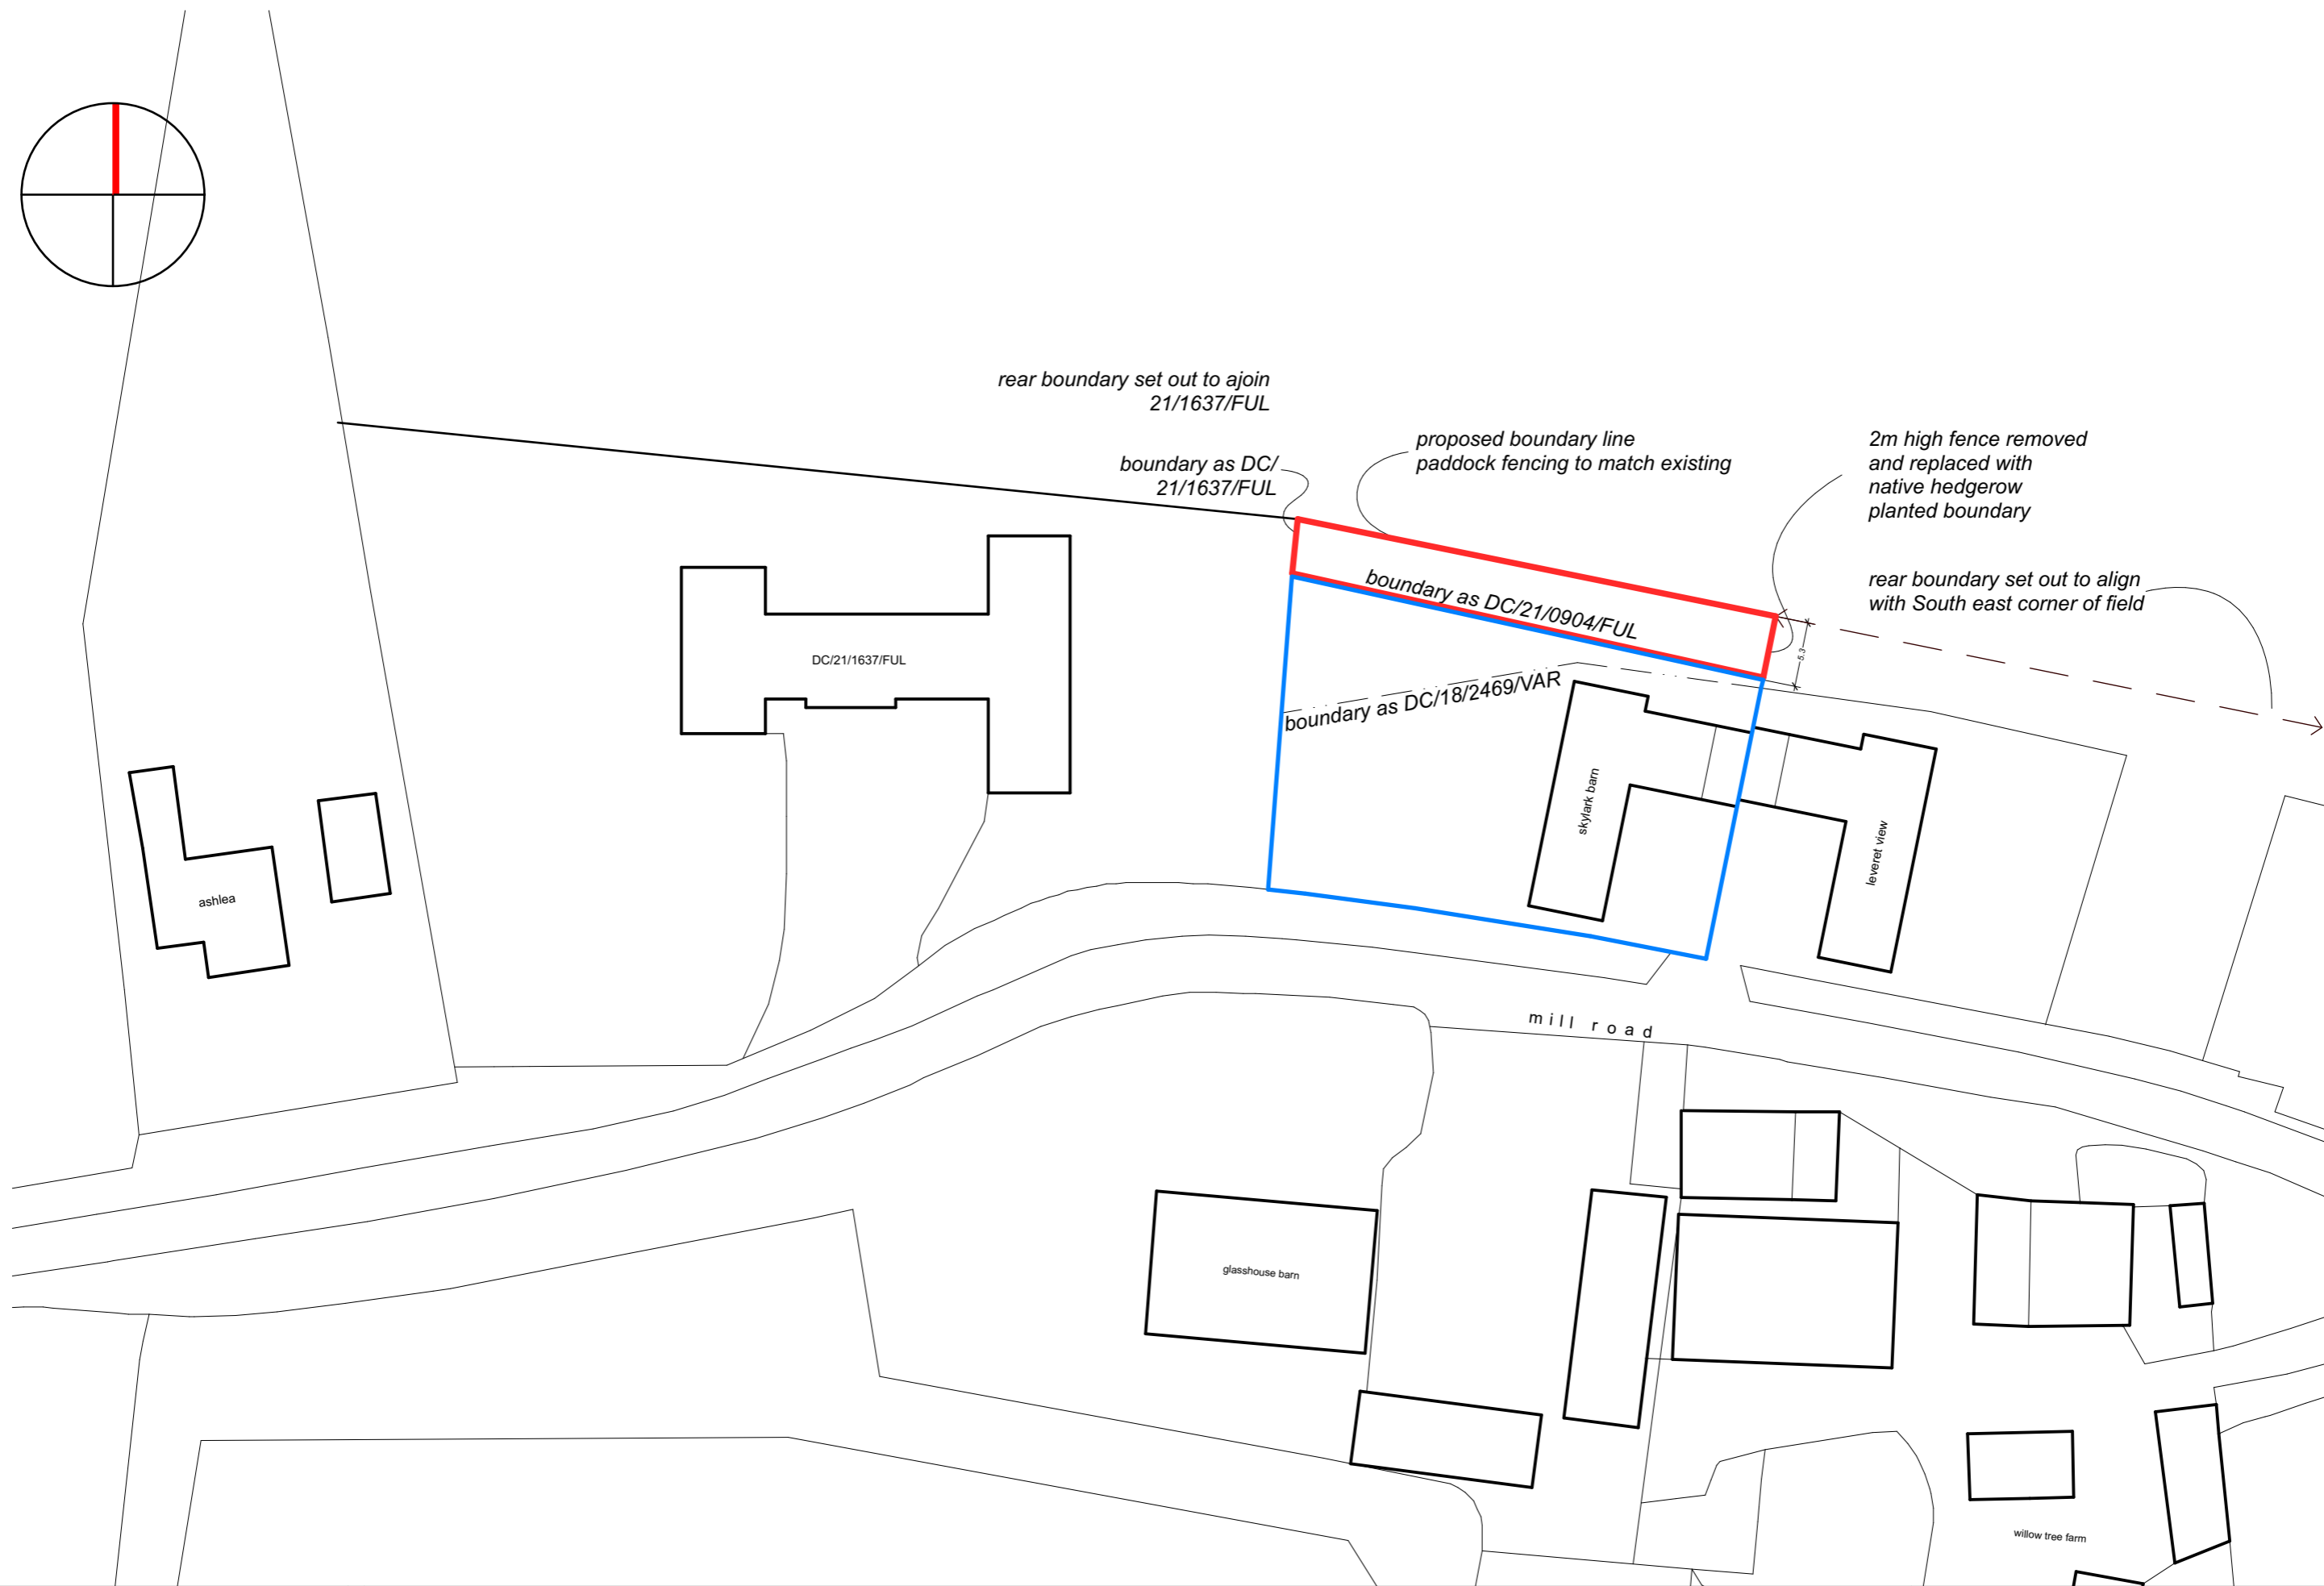 rear boundary set out to ajoin
21/1637/FUL
boundary as DC/
21/1637/FUL
proposed boundary line
paddock fencing to match existing
2m high fence removed
and replaced with
native hedgerow
planted boundary
rear boundary set out to align
with South east corner of field
boundary as DC/21/0904/FUL
5.3
DC/21/1637/FUL
boundary as DC/18/2469/VAR
skylark barn
leveret view
ashlea
mill road
glasshouse barn
willow tree farm